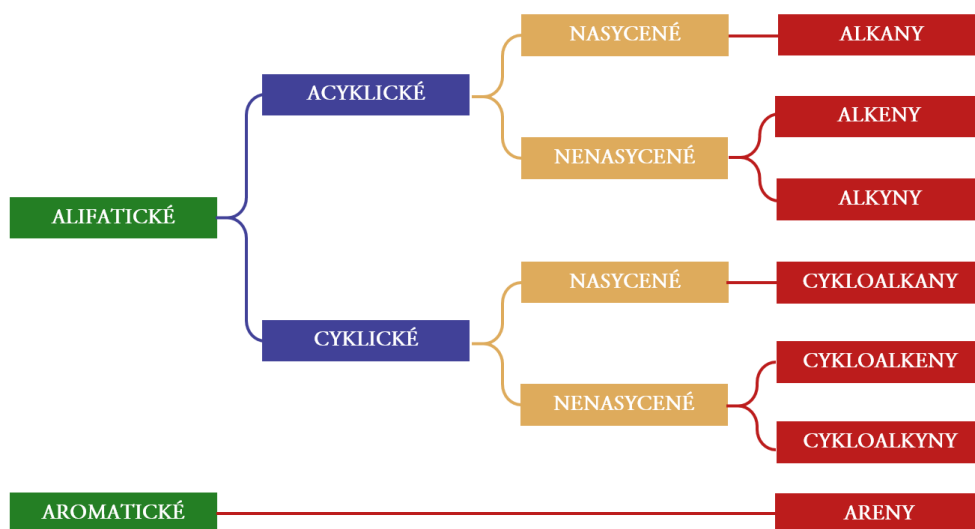 NASYCENÉ
ALKANY
ACYKLICKÉ
ALKENY
NENASYCENÉ
ALKYNY
ALIFATICKÉ
NASYCENÉ
CYKLOALKANY
CYKLICKÉ
CYKLOALKENY
NENASYCENÉ
CYKLOALKYNY
AROMATICKÉ
ARENY